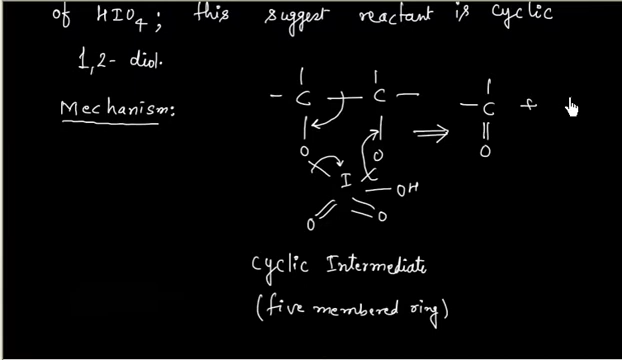 of HIO4; this suggest reactant is cyclic
1,2- diol.
Mechanism:
C C C +
O O O
I
OH
O O
Cyclic Intermediate
(five membered ring)